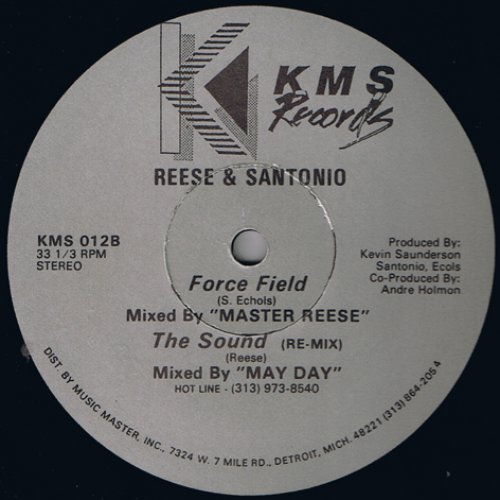 K
KMS
Records
REESE & SANTONIO
KMS 012B
33 1/3 RPM
STEREO
Produced By:
Kevin Saunderson
Santonio, Ecols
Co-Produced By:
Andre Holmon
Force Field
(S. Echols)
Mixed By "MASTER REESE"
The Sound (RE-MIX)
(Reese)
Mixed By "MAY DAY"
HOT LINE - (313) 973-8540
DIST. BY MUSIC MASTER, INC., 7324 W. 7 MILE RD., DETROIT, MICH. 48221 (313) 864-2054